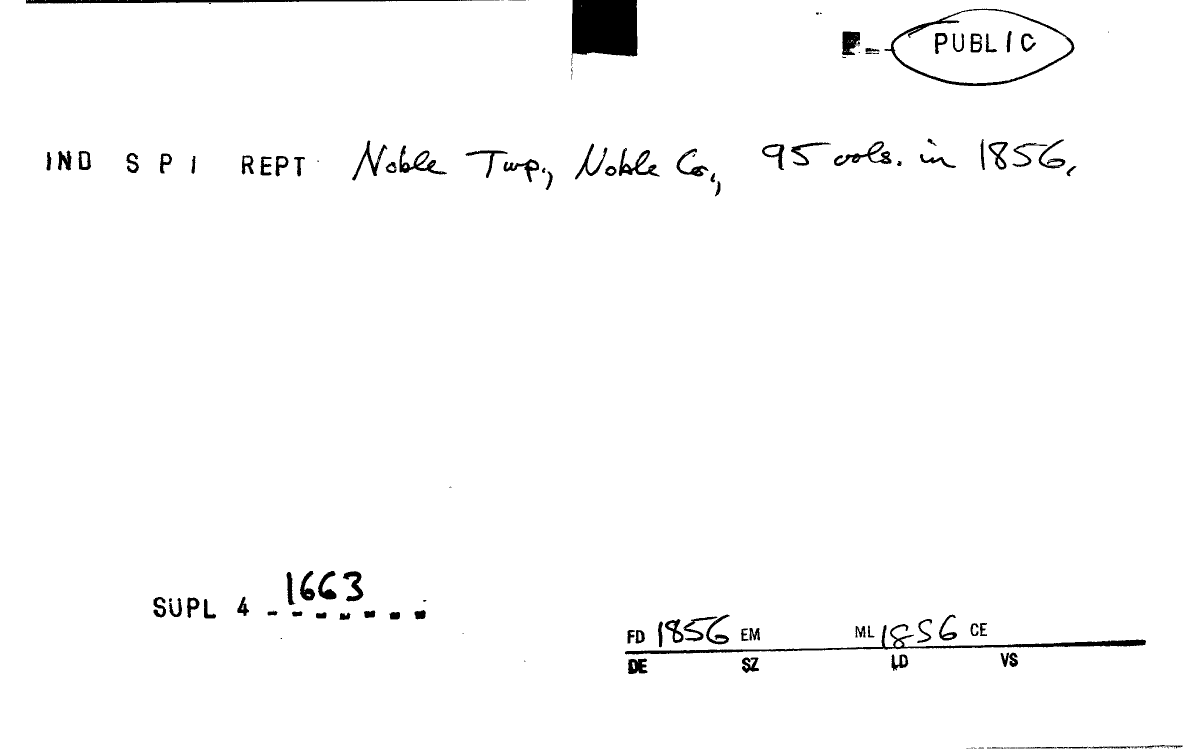 PUBLIC
IND S P I REPT Noble Twp., Noble Co., 95 vols. in 1856.
SUPL 4 1663
FD 1856 EM ML 1856 CE
DE SZ LD VS